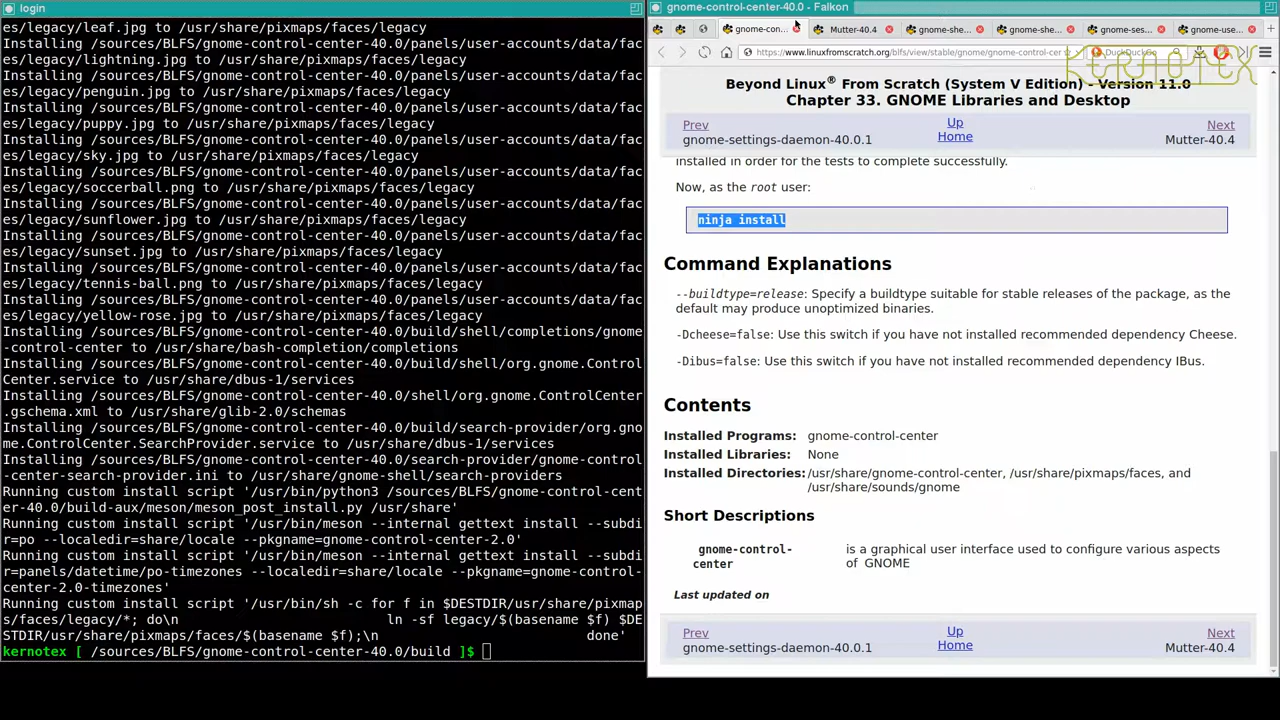 login
es/legacy/leaf.jpg to /usr/share/pixmaps/faces/legacy
Installing /sources/BLFS/gnome-control-center-40.0/panels/user-accounts/data/fac
es/legacy/lightning.jpg to /usr/share/pixmaps/faces/legacy
Installing /sources/BLFS/gnome-control-center-40.0/panels/user-accounts/data/fac
es/legacy/penguin.jpg to /usr/share/pixmaps/faces/legacy
Installing /sources/BLFS/gnome-control-center-40.0/panels/user-accounts/data/fac
es/legacy/puppy.jpg to /usr/share/pixmaps/faces/legacy
Installing /sources/BLFS/gnome-control-center-40.0/panels/user-accounts/data/fac
es/legacy/sky.jpg to /usr/share/pixmaps/faces/legacy
Installing /sources/BLFS/gnome-control-center-40.0/panels/user-accounts/data/fac
es/legacy/soccerball.png to /usr/share/pixmaps/faces/legacy
Installing /sources/BLFS/gnome-control-center-40.0/panels/user-accounts/data/fac
es/legacy/sunflower.jpg to /usr/share/pixmaps/faces/legacy
Installing /sources/BLFS/gnome-control-center-40.0/panels/user-accounts/data/fac
es/legacy/sunset.jpg to /usr/share/pixmaps/faces/legacy
Installing /sources/BLFS/gnome-control-center-40.0/panels/user-accounts/data/fac
es/legacy/tennis-ball.png to /usr/share/pixmaps/faces/legacy
Installing /sources/BLFS/gnome-control-center-40.0/panels/user-accounts/data/fac
es/legacy/yellow-rose.jpg to /usr/share/pixmaps/faces/legacy
Installing /sources/BLFS/gnome-control-center-40.0/build/shell/completions/gnome
-control-center to /usr/share/bash-completion/completions
Installing /sources/BLFS/gnome-control-center-40.0/shell/org.gnome.Control
Center.service to /usr/share/dbus-1/services
Installing /sources/BLFS/gnome-control-center-40.0/shell/org.gnome.ControlCenter
.gschema.xml to /usr/share/glib-2.0/schemas
Installing /sources/BLFS/gnome-control-center-40.0/build/search-provider/org.gno
me.ControlCenter.SearchProvider.service to /usr/share/dbus-1/services
Installing /sources/BLFS/gnome-control-center-40.0/search-provider/gnome-control
-center-search-provider.ini to /usr/share/gnome-shell/search-providers
Running custom install script '/usr/bin/python3 /sources/BLFS/gnome-control-cent
er-40.0/build-aux/meson/meson_post_install.py /usr/share'
Running custom install script '/usr/bin/meson --internal gettext install --subdi
r=po --localedir=share/locale --pkgname=gnome-control-center-2.0'
Running custom install script '/usr/bin/meson --internal gettext install --subdi
r=panels/datetime/po-timezones --localedir=share/locale --pkgname=gnome-control-
center-2.0-timezones'
Running custom install script '/usr/bin/sh -c for f in $DESTDIR/usr/share/pixmap
s/faces/legacy/*; do\n ln -sf legacy/$(basename $f) $DE
STDIR/usr/share/pixmaps/faces/$(basename $f);\n done'
kernotex [ /sources/BLFS/gnome-control-center-40.0/build ]$
gnome-control-center-40.0 - Falkon
gnome-con... Mutter-40.4 gnome-she... gnome-she... gnome-ses... gnome-use...
https://www.linuxfromscratch.org/blfs/view/stable/gnome/gnome-control-cer DuckDuckGo
KERNOTEX
Beyond Linux® From Scratch (System V Edition) - Version 11.0
Chapter 33. GNOME Libraries and Desktop
Prev Up Next
gnome-settings-daemon-40.0.1 Home Mutter-40.4
installed in order for the tests to complete successfully.
Now, as the root user:
ninja install
Command Explanations
--buildtype=release: Specify a buildtype suitable for stable releases of the package, as the
default may produce unoptimized binaries.
-Dcheese=false: Use this switch if you have not installed recommended dependency Cheese.
-Dibus=false: Use this switch if you have not installed recommended dependency IBus.
Contents
Installed Programs: gnome-control-center
Installed Libraries: None
Installed Directories: /usr/share/gnome-control-center, /usr/share/pixmaps/faces, and
/usr/share/sounds/gnome
Short Descriptions
gnome-control- is a graphical user interface used to configure various aspects
center of GNOME
Last updated on
Prev Up Next
gnome-settings-daemon-40.0.1 Home Mutter-40.4